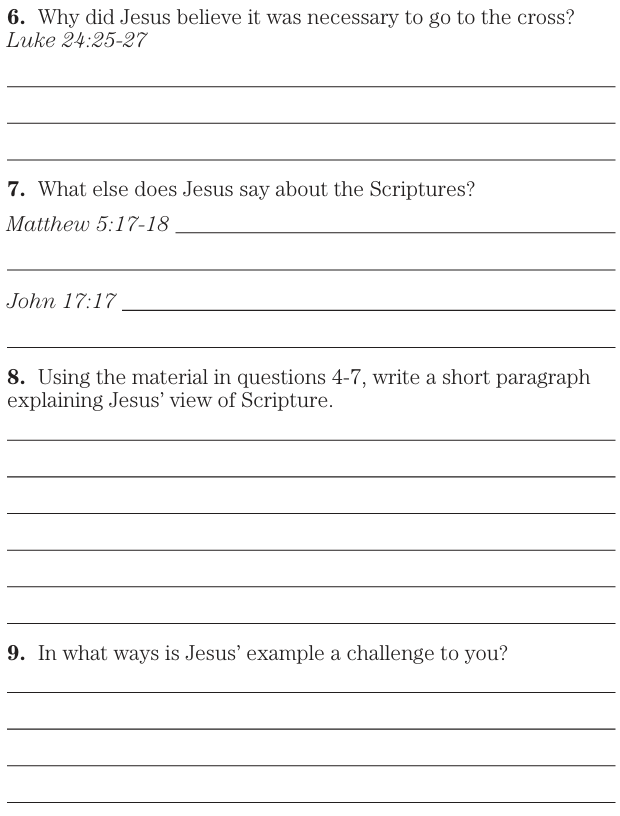 6. Why did Jesus believe it was necessary to go to the cross?
Luke 24:25-27
7. What else does Jesus say about the Scriptures?
Matthew 5:17-18
John 17:17
8. Using the material in questions 4-7, write a short paragraph
explaining Jesus’ view of Scripture.
9. In what ways is Jesus’ example a challenge to you?